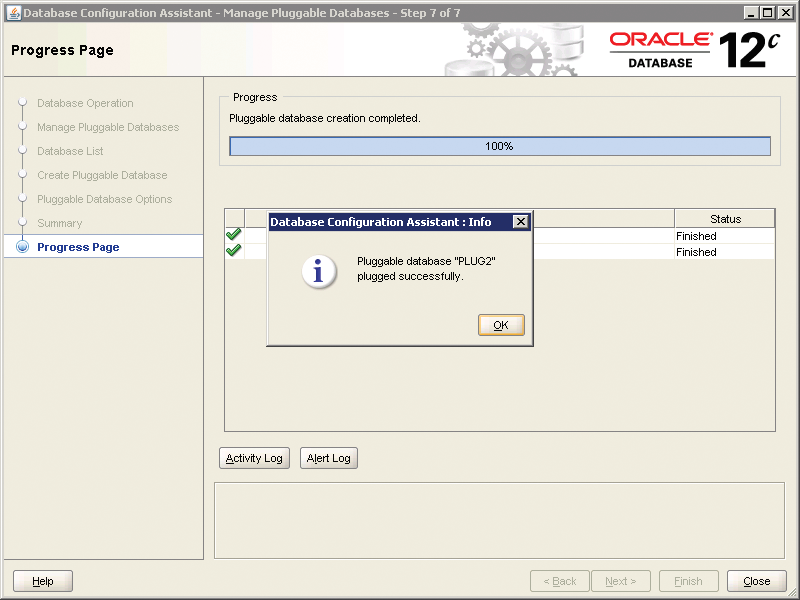 Database Configuration Assistant - Manage Pluggable Databases - Step 7 of 7
Progress Page
ORACLE
DATABASE
12c
Database Operation
Manage Pluggable Databases
Database List
Create Pluggable Database
Pluggable Database Options
Summary
Progress Page
Progress
Pluggable database creation completed.
100%
Status
Finished
Finished
Database Configuration Assistant : Info
Pluggable database "PLUG2"
plugged successfully.
OK
Activity Log
Alert Log
Help
< Back
Next >
Finish
Close